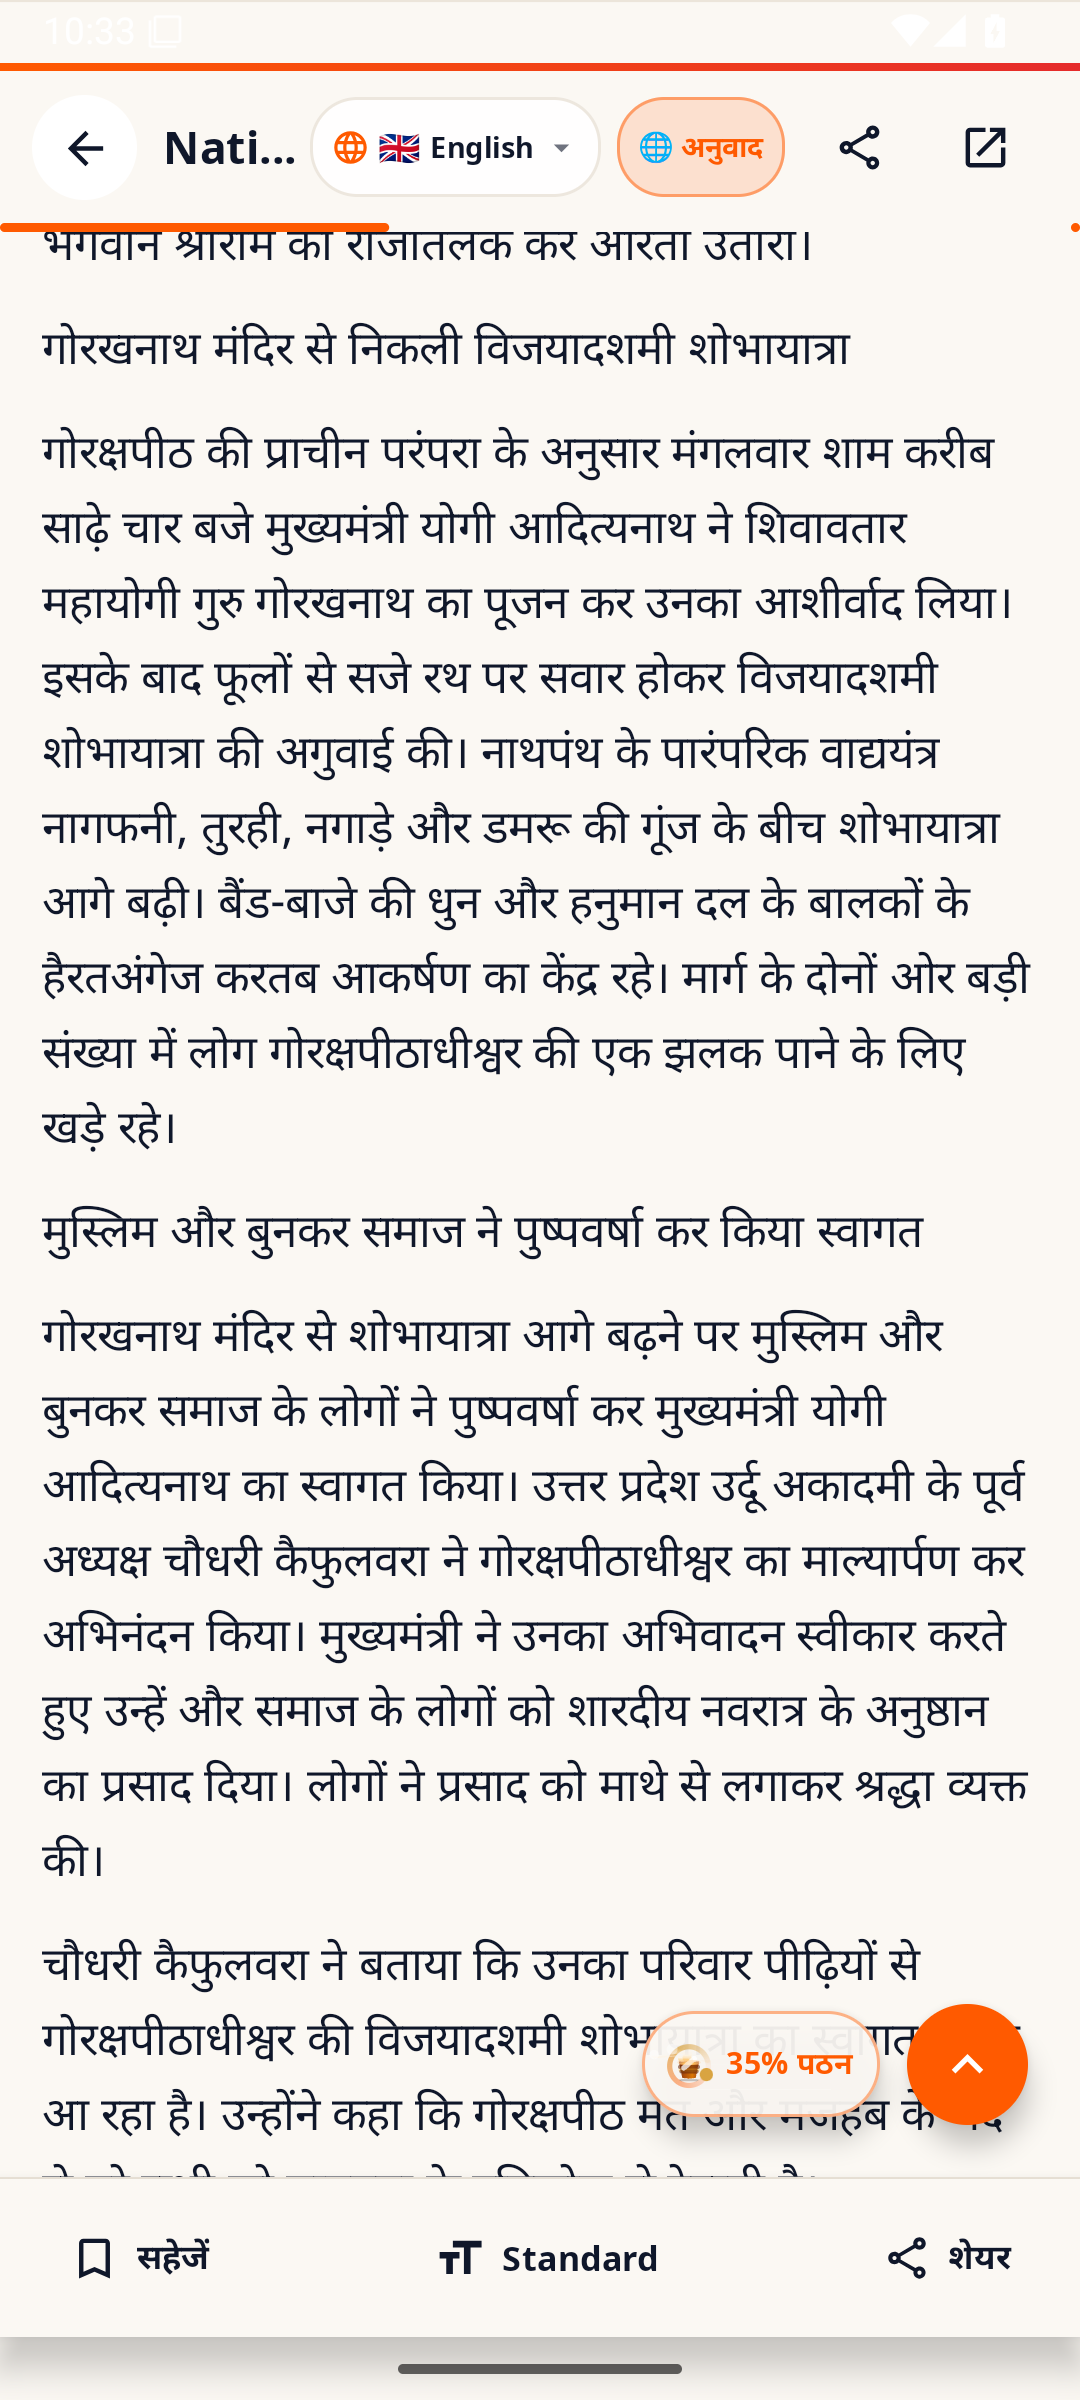 10:33
Nati...
English
अनुवाद
भगवान श्रीराम का राजतिलक कर आरती उतारी।
गोरखनाथ मंदिर से निकली विजयादशमी शोभायात्रा
गोरक्षपीठ की प्राचीन परंपरा के अनुसार मंगलवार शाम करीब
साढ़े चार बजे मुख्यमंत्री योगी आदित्यनाथ ने शिवावतार
महायोगी गुरु गोरखनाथ का पूजन कर उनका आशीर्वाद लिया।
इसके बाद फूलों से सजे रथ पर सवार होकर विजयादशमी
शोभायात्रा की अगुवाई की। नाथपंथ के पारंपरिक वाद्ययंत्र
नागफनी, तुरही, नगाड़े और डमरू की गूंज के बीच शोभायात्रा
आगे बढ़ी। बैंड-बाजे की धुन और हनुमान दल के बालकों के
हैरतअंगेज करतब आकर्षण का केंद्र रहे। मार्ग के दोनों ओर बड़ी
संख्या में लोग गोरक्षपीठाधीश्वर की एक झलक पाने के लिए
खड़े रहे।
मुस्लिम और बुनकर समाज ने पुष्पवर्षा कर किया स्वागत
गोरखनाथ मंदिर से शोभायात्रा आगे बढ़ने पर मुस्लिम और
बुनकर समाज के लोगों ने पुष्पवर्षा कर मुख्यमंत्री योगी
आदित्यनाथ का स्वागत किया। उत्तर प्रदेश उर्दू अकादमी के पूर्व
अध्यक्ष चौधरी कैफुलवरा ने गोरक्षपीठाधीश्वर का माल्यार्पण कर
अभिनंदन किया। मुख्यमंत्री ने उनका अभिवादन स्वीकार करते
हुए उन्हें और समाज के लोगों को शारदीय नवरात्र के अनुष्ठान
का प्रसाद दिया। लोगों ने प्रसाद को माथे से लगाकर श्रद्धा व्यक्त
की।
चौधरी कैफुलवरा ने बताया कि उनका परिवार पीढ़ियों से
गोरक्षपीठाधीश्वर की विजयादशमी शोभायात्रा का स्वागत
आ रहा है। उन्होंने कहा कि गोरक्षपीठ मत और मजहब के
35% पठन
सहेजें
Standard
शेयर